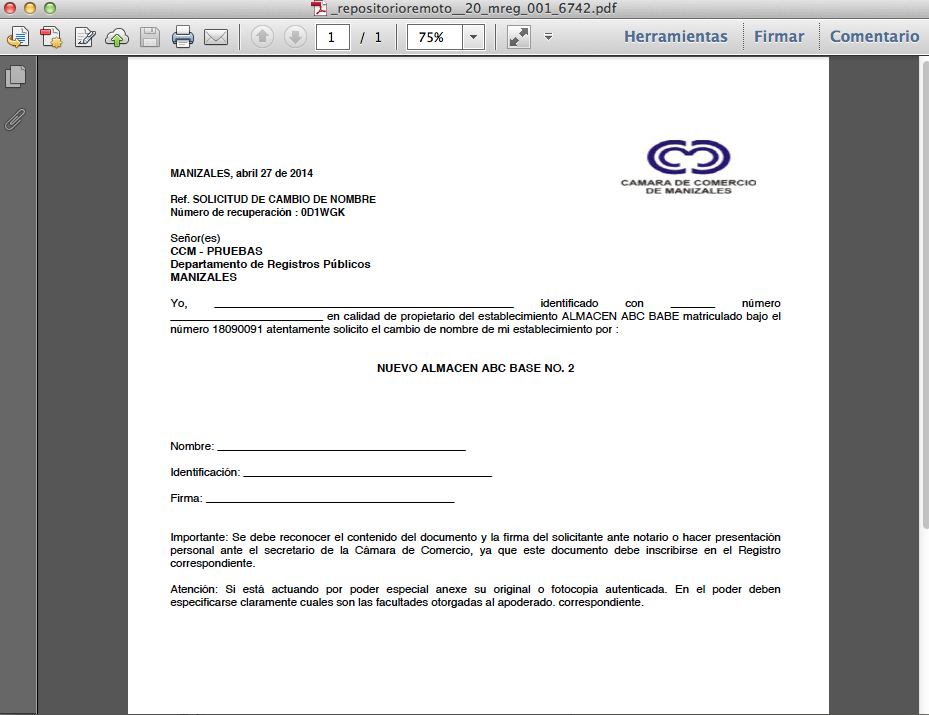 _repositorioremoto__20_mreg_001_6742.pdf
1 / 1 75% Herramientas Firmar Comentario
CAMARA DE COMERCIO
DE MANIZALES
MANIZALES, abril 27 de 2014
Ref. SOLICITUD DE CAMBIO DE NOMBRE
Número de recuperación : 0D1WGK
Señor(es)
CCM - PRUEBAS
Departamento de Registros Públicos
MANIZALES
Yo, ________________________________________________ identificado con _______ número
________________________ en calidad de propietario del establecimiento ALMACEN ABC BABE matriculado bajo el
número 18090091 atentamente solicito el cambio de nombre de mi establecimiento por :
NUEVO ALMACEN ABC BASE NO. 2
Nombre: ________________________________________
Identificación: ________________________________________
Firma: ________________________________________
Importante: Se debe reconocer el contenido del documento y la firma del solicitante ante notario o hacer presentación
personal ante el secretario de la Cámara de Comercio, ya que este documento debe inscribirse en el Registro
correspondiente.
Atención: Si está actuando por poder especial anexe su original o fotocopia autenticada. En el poder deben
especificarse claramente cuales son las facultades otorgadas al apoderado. correspondiente.